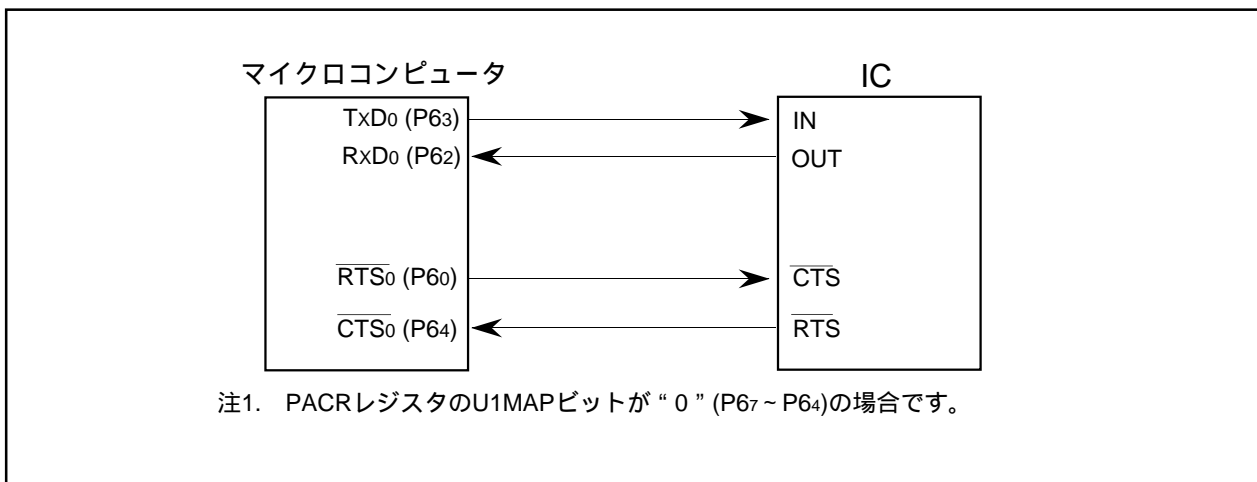 マイクロコンピュータ
IC
TxD0 (P63)
IN
RxD0 (P62)
OUT
RTS0 (P60)
CTS
CTS0 (P64)
RTS
注1. PACRレジスタのU1MAPビットが“0”(P67~P64)の場合です。